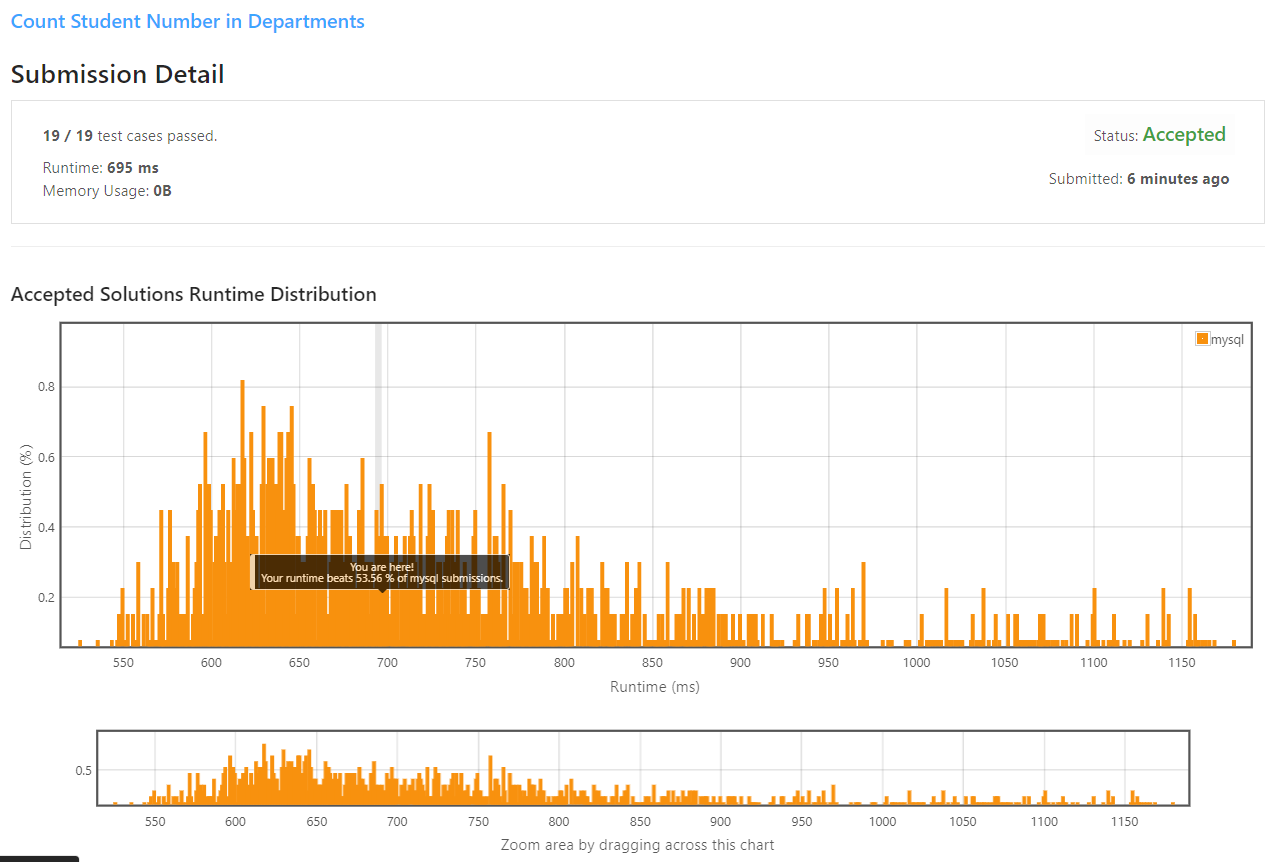 Count Student Number in Departments
Submission Detail
19 / 19 test cases passed.
Status: Accepted
Runtime: 695 ms
Memory Usage: 0B
Submitted: 6 minutes ago
Accepted Solutions Runtime Distribution
mysql
Distribution (%)
0.8
0.6
0.4
0.2
You are here!
Your runtime beats 53.56 % of mysql submissions.
550 600 650 700 750 800 850 900 950 1000 1050 1100 1150
Runtime (ms)
0.5
550 600 650 700 750 800 850 900 950 1000 1050 1100 1150
Zoom area by dragging across this chart